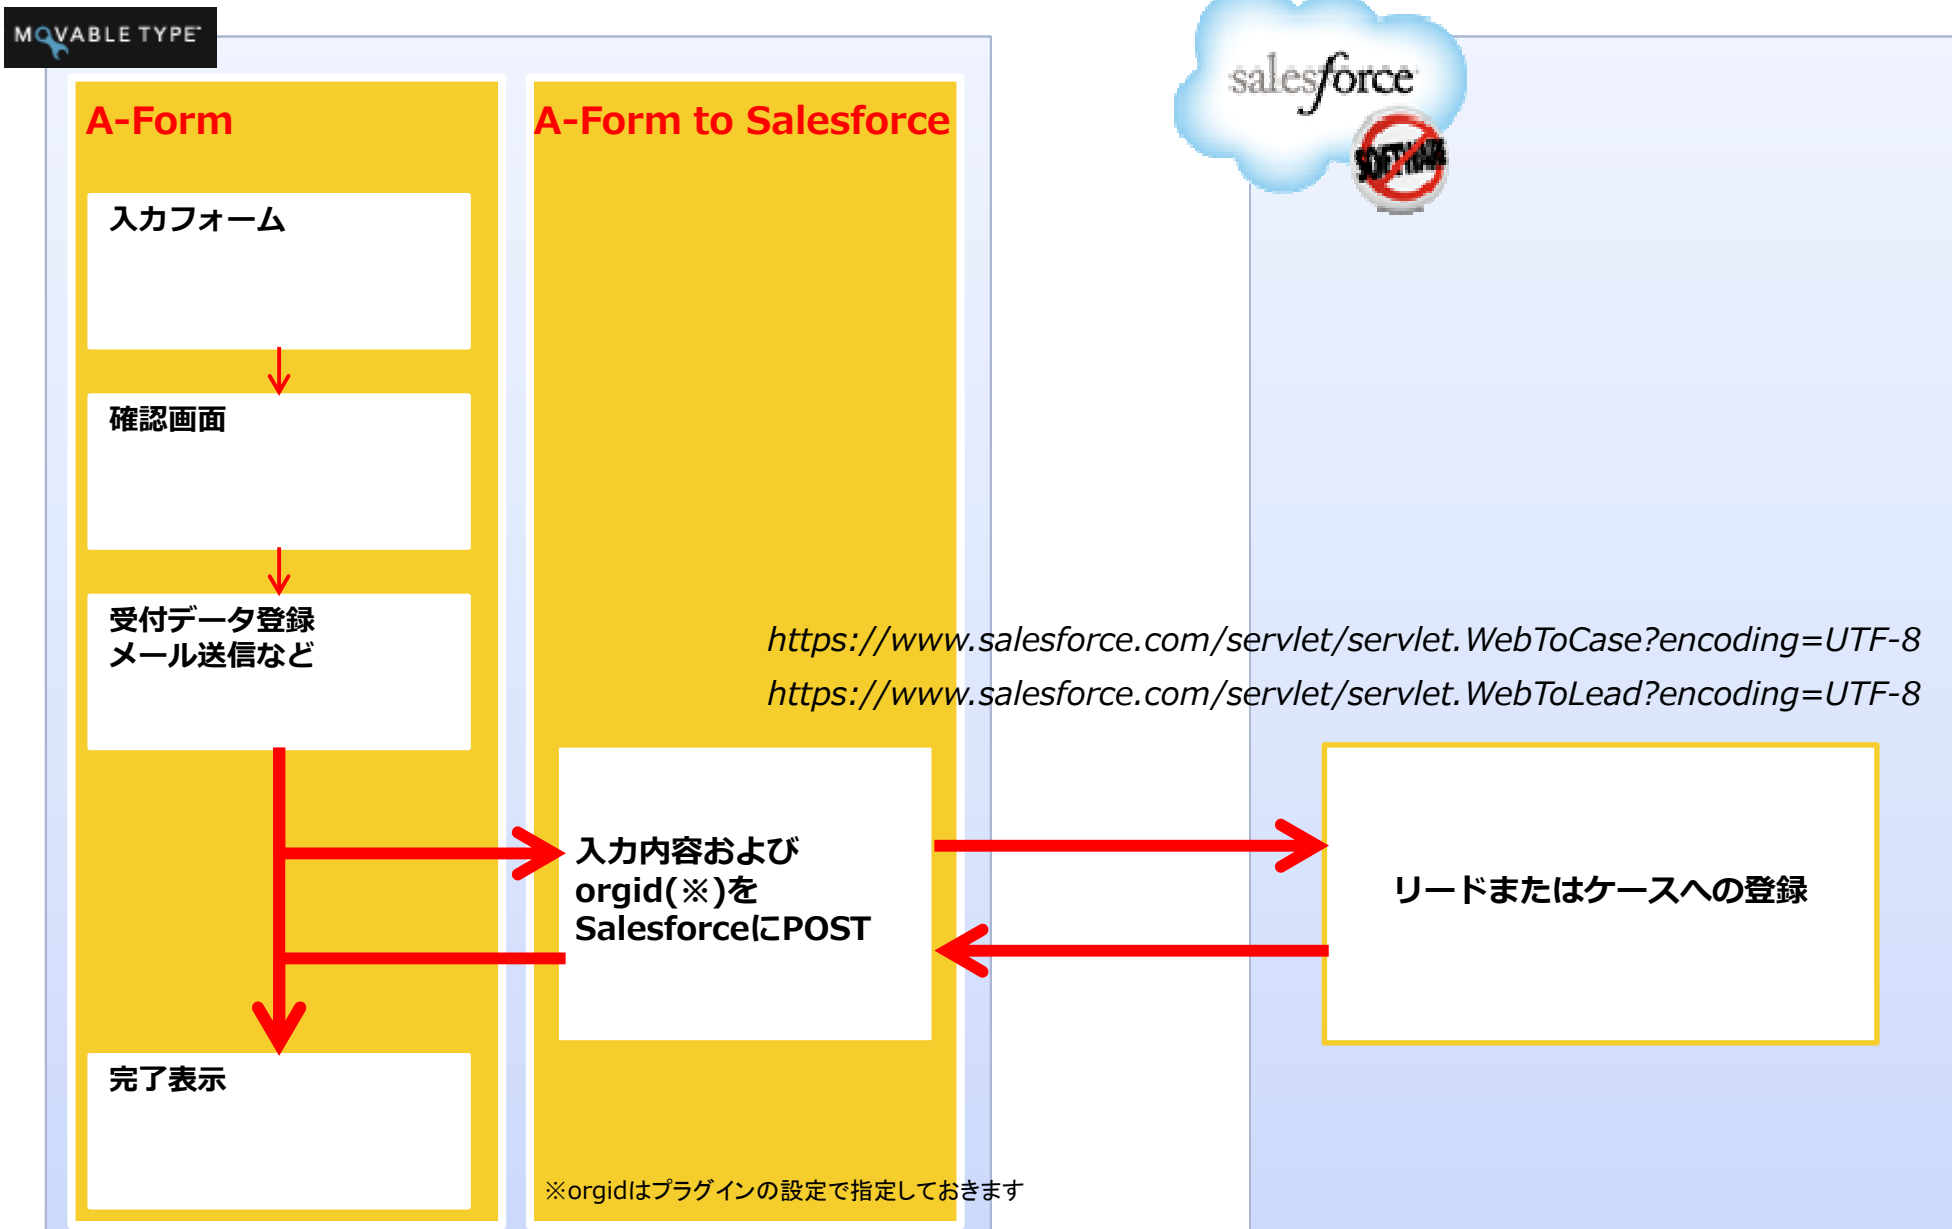 MOVABLE TYPE
A-Form
入力フォーム
確認画面
受付データ登録
メール送信など
完了表示
A-Form to Salesforce
入力内容および
orgid(※)を
SalesforceにPOST
※orgidはプラグインの設定で指定しておきます
salesforce
SOFTWARE
https://www.salesforce.com/servlet/servlet.WebToCase?encoding=UTF-8
https://www.salesforce.com/servlet/servlet.WebToLead?encoding=UTF-8
リードまたはケースへの登録